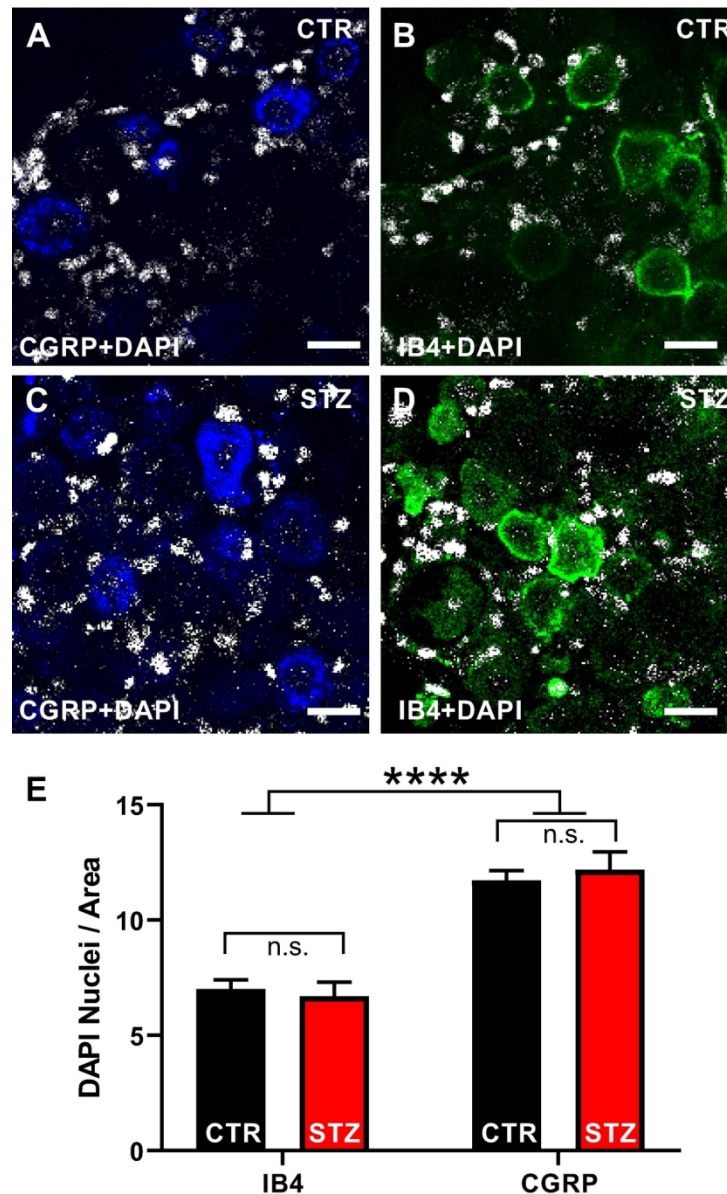 A CTR
CGRP+DAPI
B CTR
IB4+DAPI
C STZ
CGRP+DAPI
D STZ
IB4+DAPI
E
****
15
n.s.
10
DAPI Nuclei / Area
n.s.
5
CTR STZ CTR STZ
0
IB4 CGRP